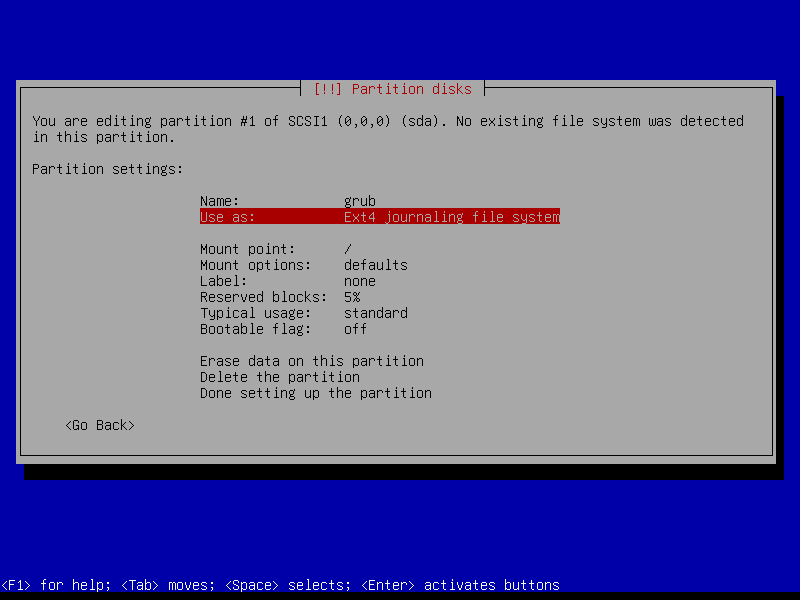 [!!] Partition disks
You are editing partition #1 of SCSI1 (0,0,0) (sda). No existing file system was detected
in this partition.
Partition settings:
Name: grub
Use as: Ext4 journaling file system
Mount point: /
Mount options: defaults
Label: none
Reserved blocks: 5%
Typical usage: standard
Bootable flag: off
Erase data on this partition
Delete the partition
Done setting up the partition
<Go Back>
<F1> for help; <Tab> moves; <Space> selects; <Enter> activates buttons